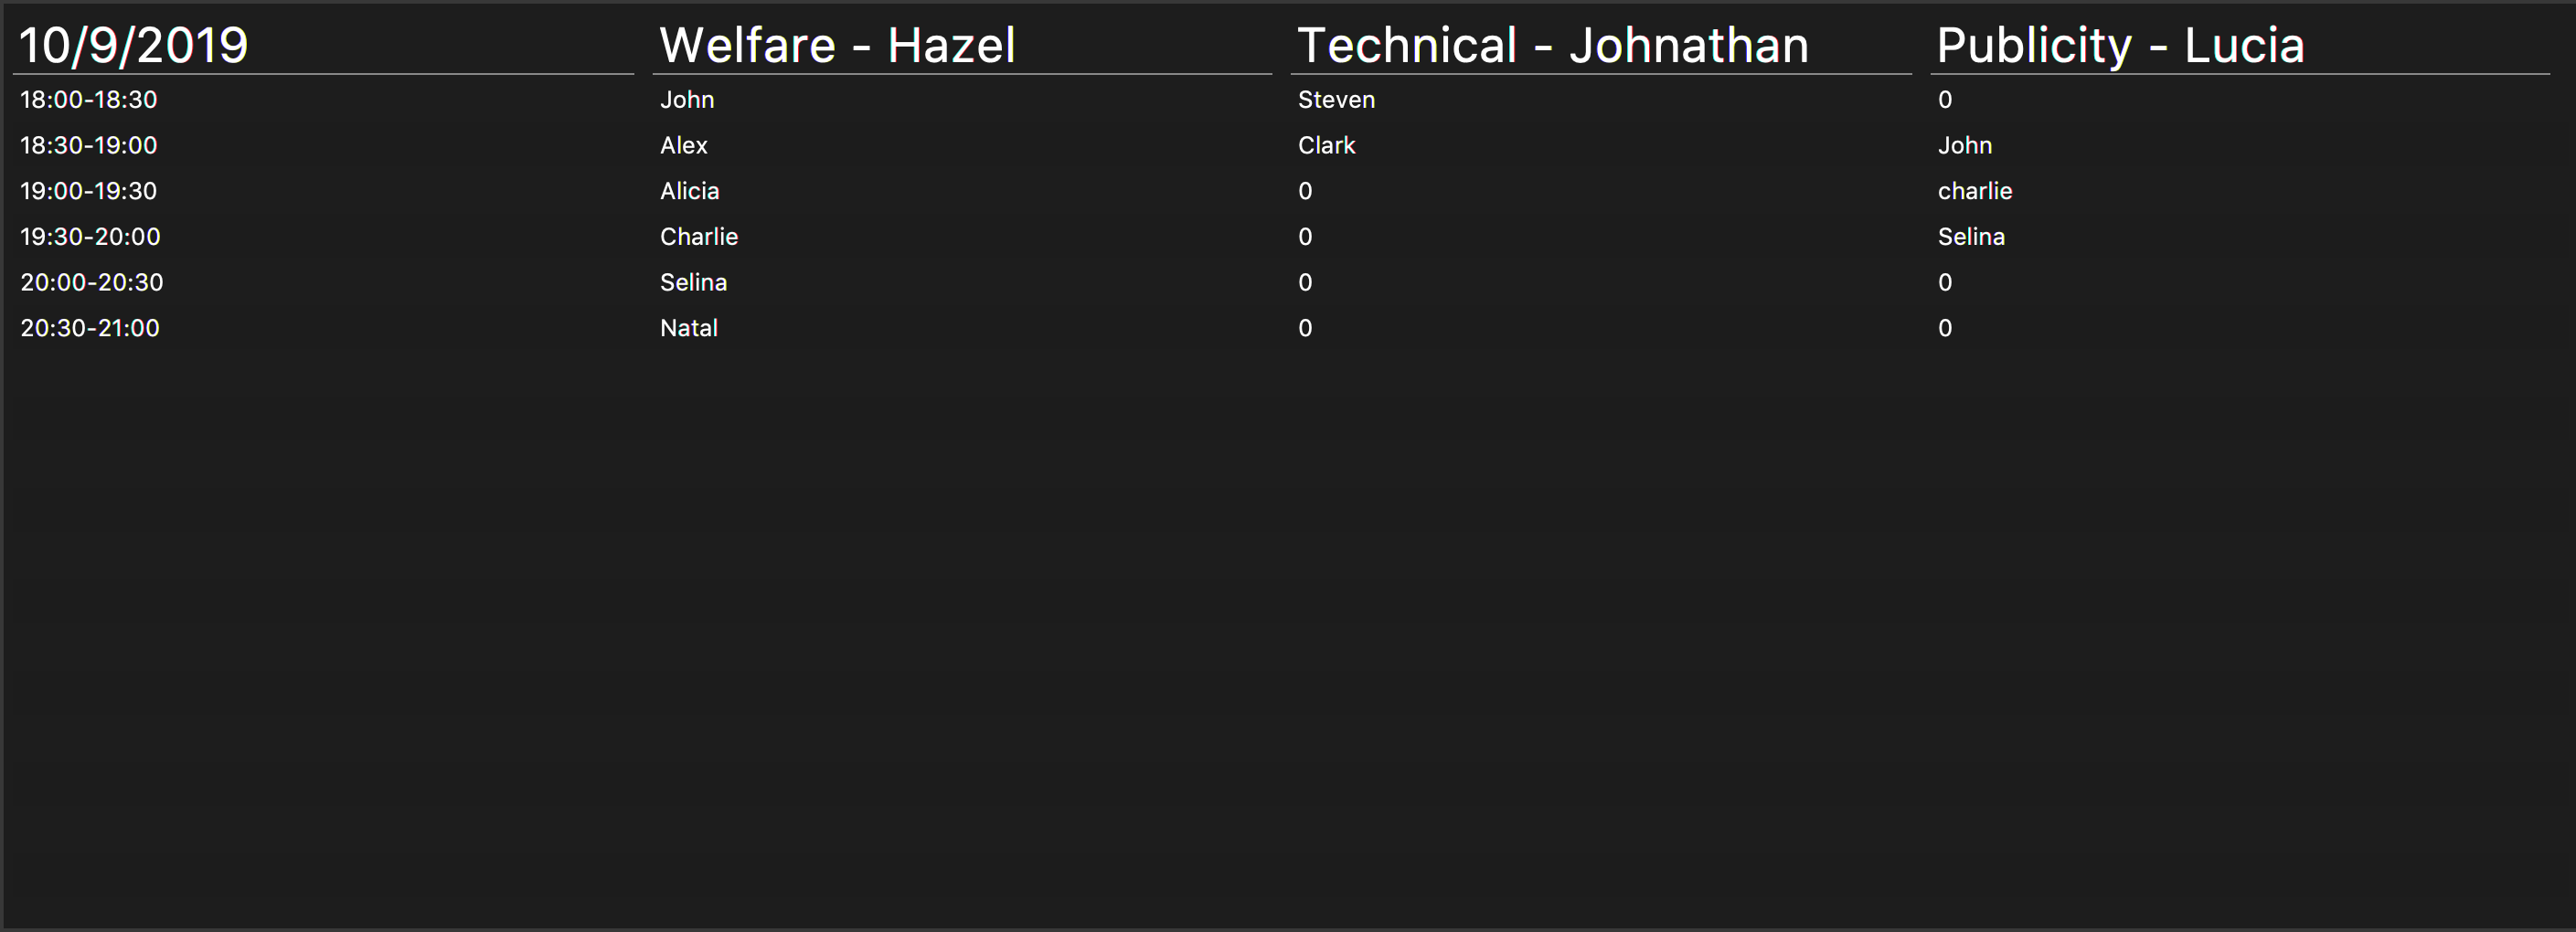 10/9/2019 Welfare - Hazel Technical - Johnathan Publicity - Lucia
18:00-18:30 John Steven 0
18:30-19:00 Alex Clark John
19:00-19:30 Alicia 0 charlie
19:30-20:00 Charlie 0 Selina
20:00-20:30 Selina 0 0
20:30-21:00 Natal 0 0